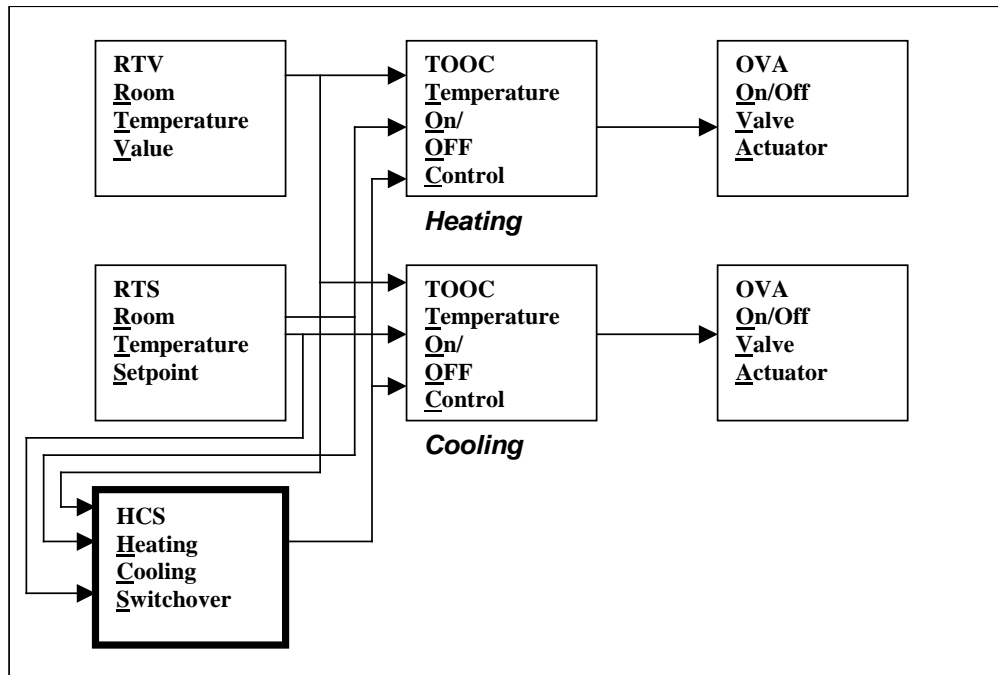 RTV
Room
Temperature
Value
TOOC
Temperature
On/
OFF
Control
Heating
OVA
On/Off
Valve
Actuator
RTS
Room
Temperature
Setpoint
TOOC
Temperature
On/
OFF
Control
Cooling
OVA
On/Off
Valve
Actuator
HCS
Heating
Cooling
Switchover